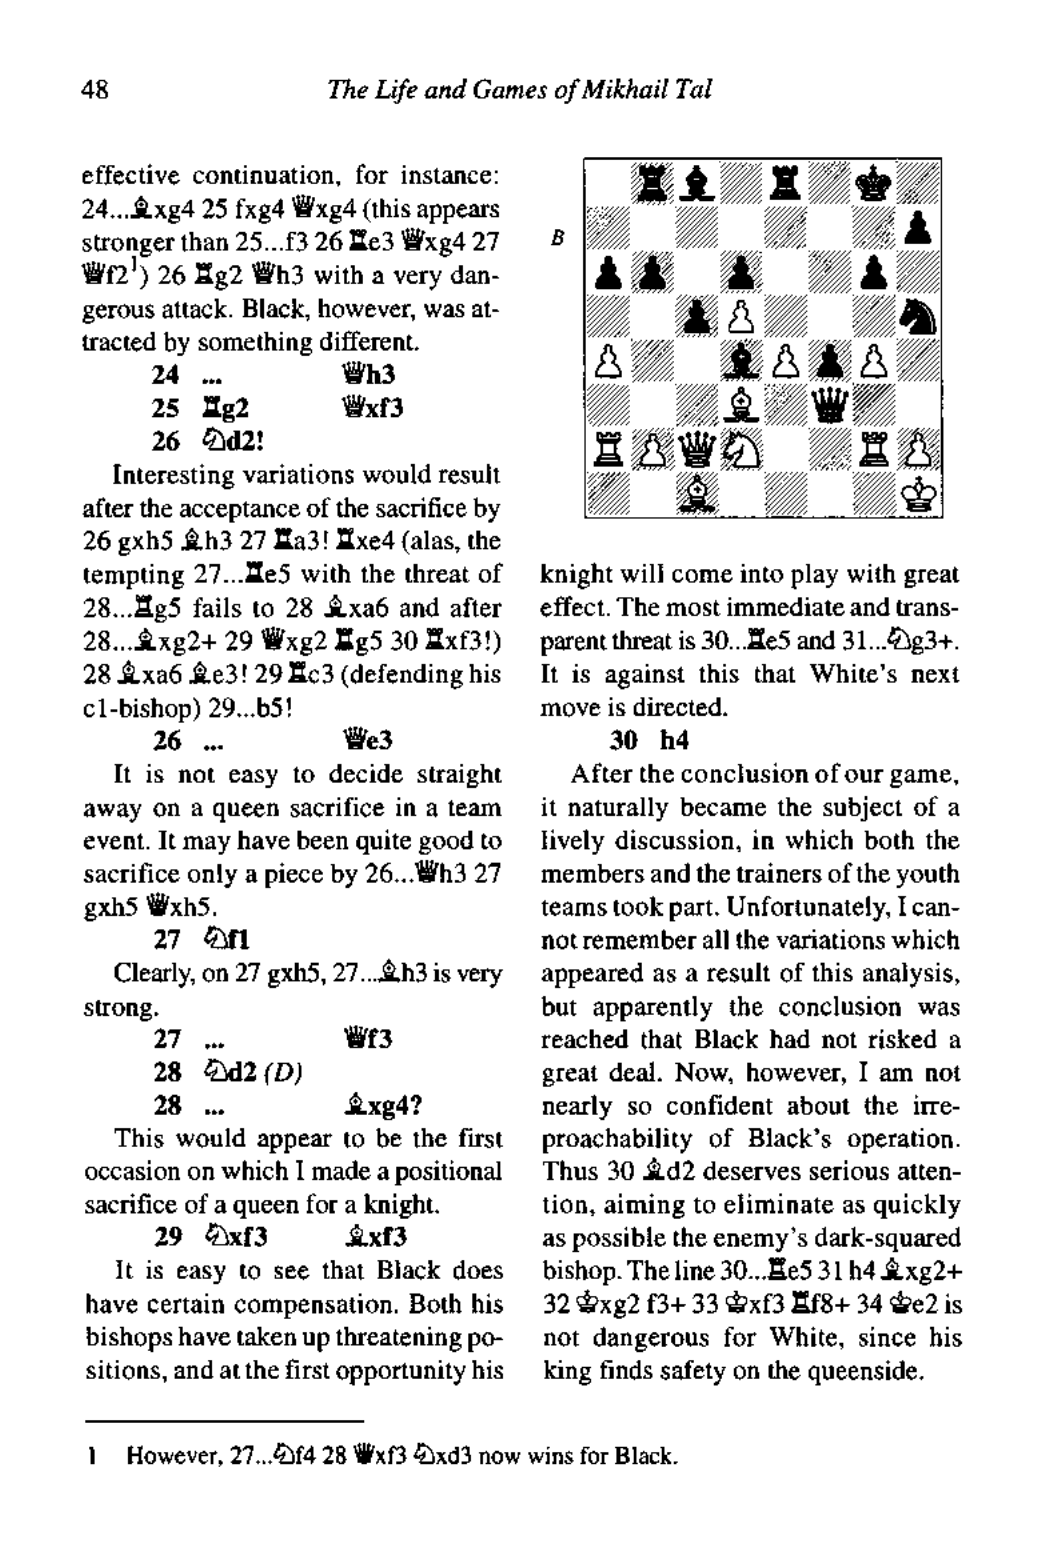 48
The Life and Games of Mikhail Tal
effective continuation, for instance:
24...♗xg4 25 fxg4 ♕xg4 (this appears
stronger than 25...f3 26 ♖e3 ♕xg4 27
♕f2¹) 26 ♖g2 ♕h3 with a very dan-
gerous attack. Black, however, was at-
tracted by something different.
24 ... ♕h3
25 ♖g2 ♕xf3
26 ♘d2!
Interesting variations would result
after the acceptance of the sacrifice by
26 gxh5 ♗h3 27 ♖a3! ♖xe4 (alas, the
tempting 27...♖e5 with the threat of
28...♖g5 fails to 28 ♗xa6 and after
28...♗xg2+ 29 ♕xg2 ♖g5 30 ♖xf3!)
28 ♗xa6 ♗e3! 29 ♖c3 (defending his
c1-bishop) 29...b5!
26 ... ♕e3
It is not easy to decide straight
away on a queen sacrifice in a team
event. It may have been quite good to
sacrifice only a piece by 26...♕h3 27
gxh5 ♕xh5.
27 ♘f1
Clearly, on 27 gxh5, 27...♗h3 is very
strong.
27 ... ♕f3
28 ♘d2 (D)
28 ... ♗xg4?
This would appear to be the first
occasion on which I made a positional
sacrifice of a queen for a knight.
29 ♘xf3 ♗xf3
It is easy to see that Black does
have certain compensation. Both his
bishops have taken up threatening po-
sitions, and at the first opportunity his
B
knight will come into play with great
effect. The most immediate and trans-
parent threat is 30...♖e5 and 31...♘g3+.
It is against this that White's next
move is directed.
30 h4
After the conclusion of our game,
it naturally became the subject of a
lively discussion, in which both the
members and the trainers of the youth
teams took part. Unfortunately, I can-
not remember all the variations which
appeared as a result of this analysis,
but apparently the conclusion was
reached that Black had not risked a
great deal. Now, however, I am not
nearly so confident about the irre-
proachability of Black's operation.
Thus 30 ♗d2 deserves serious atten-
tion, aiming to eliminate as quickly
as possible the enemy's dark-squared
bishop. The line 30...♖e5 31 h4 ♗xg2+
32 ♔xg2 f3+ 33 ♔xf3 ♖f8+ 34 ♔e2 is
not dangerous for White, since his
king finds safety on the queenside.
1 However, 27...♘f4 28 ♕xf3 ♘xd3 now wins for Black.